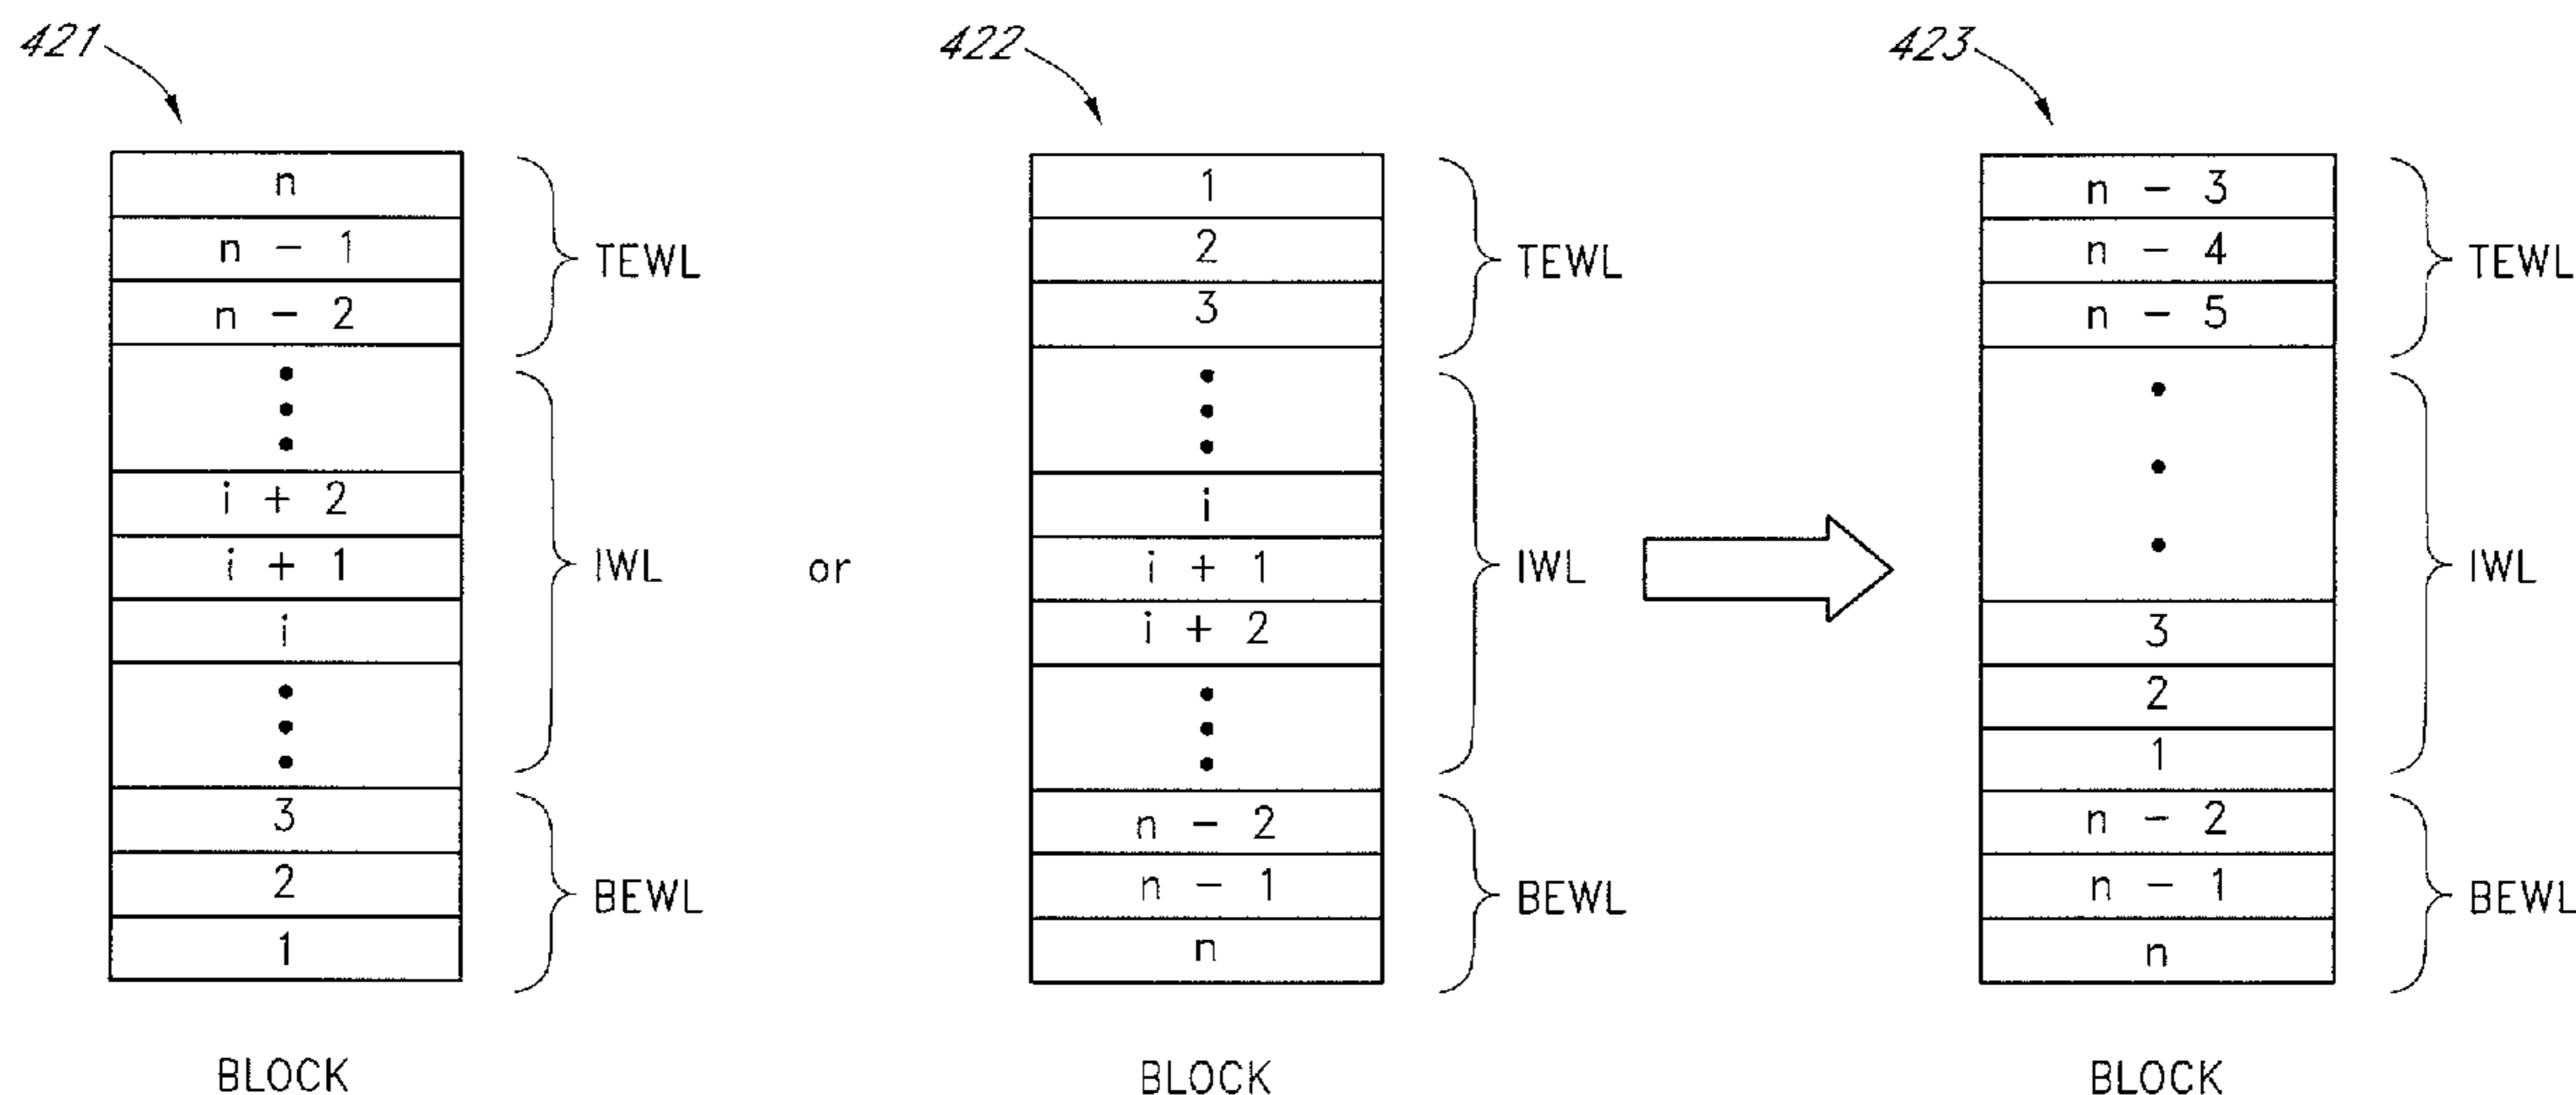 421
n
n - 1
n - 2
TEWL
i + 2
i + 1
i
IWL
3
2
1
BEWL
BLOCK
or
422
1
2
3
TEWL
i
i + 1
i + 2
IWL
n - 2
n - 1
n
BEWL
BLOCK
423
n - 3
n - 4
n - 5
TEWL
3
2
1
IWL
n - 2
n - 1
n
BEWL
BLOCK